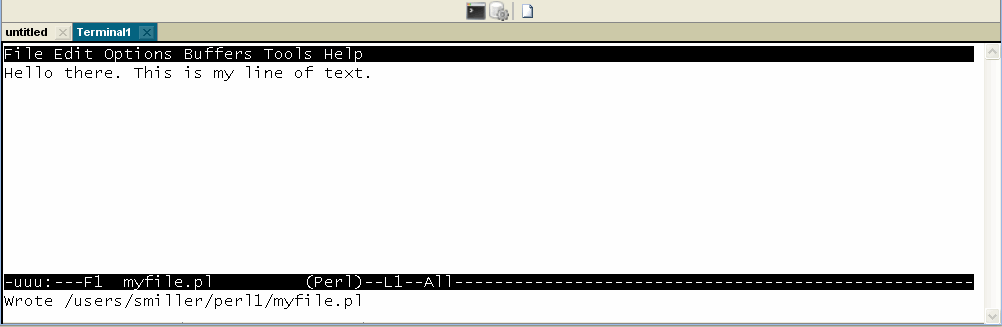 untitled Terminal1
File Edit Options Buffers Tools Help
Hello there. This is my line of text.
-uuu:---F1 myfile.pl (Perl)--L1--All----------------------------------------------------
Wrote /users/smiller/perl1/myfile.pl